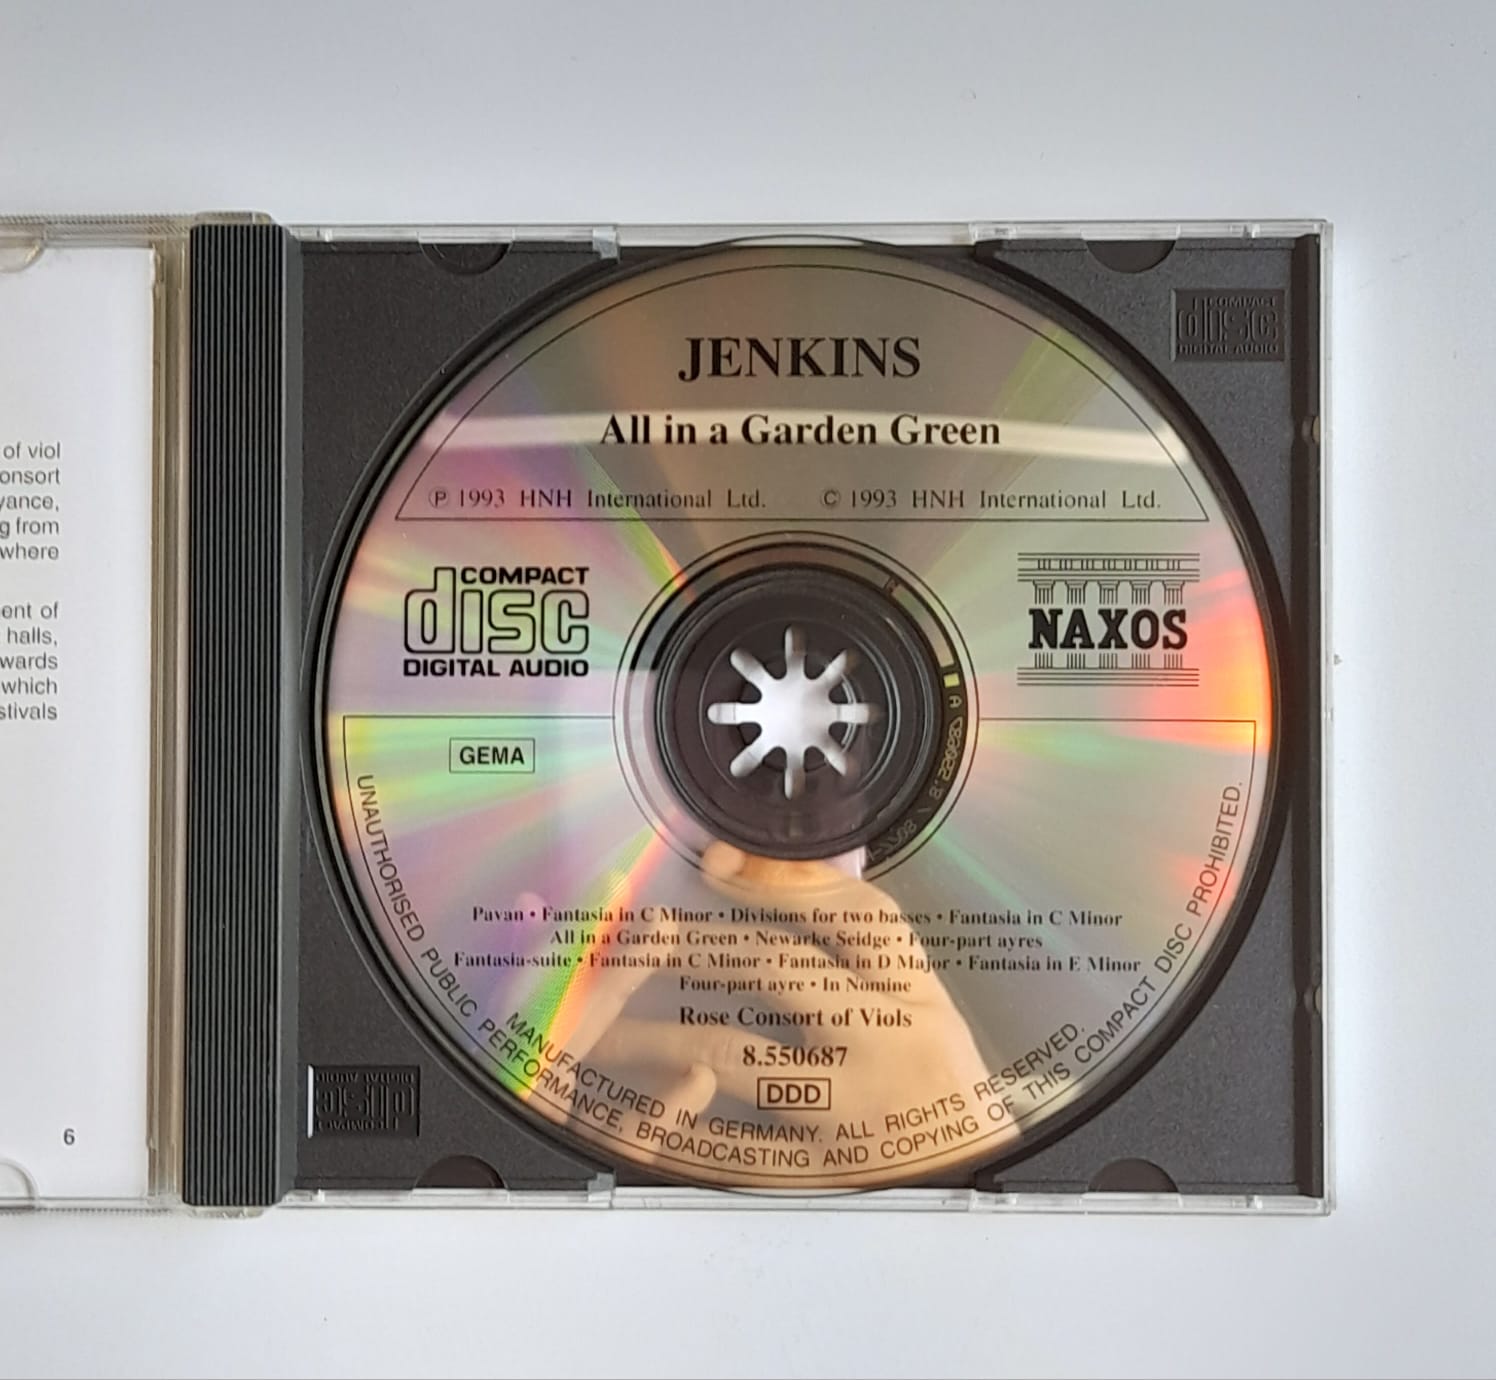 of viol
onsort
yance,
g from
where
ent of
halls,
wards
which
stivals
6
JENKINS
All in a Garden Green
Ⓟ 1993 HNH International Ltd. © 1993 HNH International Ltd.
COMPACT
disc
DIGITAL AUDIO
NAXOS
GEMA
Pavan • Fantasia in C Minor • Divisions for two basses • Fantasia in C Minor
All in a Garden Green • Newarke Seidge • Four-part ayres
Fantasia-suite • Fantasia in C Minor • Fantasia in D Major • Fantasia in E Minor
Four-part ayre • In Nomine
Rose Consort of Viols
8.550687
DDD
MANUFACTURED IN GERMANY. ALL RIGHTS RESERVED.
UNAUTHORISED PUBLIC PERFORMANCE, BROADCASTING AND COPYING OF THIS COMPACT DISC PROHIBITED.
COMPACT
disc
DIGITAL AUDIO
COMPACT
disc
DIGITAL AUDIO